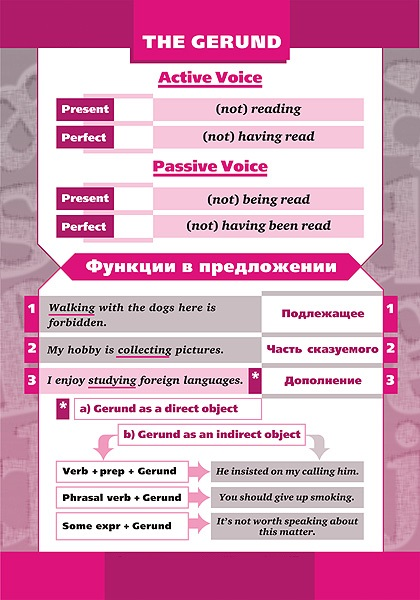 THE GERUND
Active Voice
Present (not) reading
Perfect (not) having read
Passive Voice
Present (not) being read
Perfect (not) having been read
Функции в предложении
1 Walking with the dogs here is Подлежащее 1
forbidden.
2 My hobby is collecting pictures. Часть сказуемого 2
3 I enjoy studying foreign languages. * Дополнение 3
* a) Gerund as a direct object
b) Gerund as an indirect object
Verb + prep + Gerund He insisted on my calling him.
Phrasal verb + Gerund You should give up smoking.
Some expr + Gerund It's not worth speaking about
this matter.